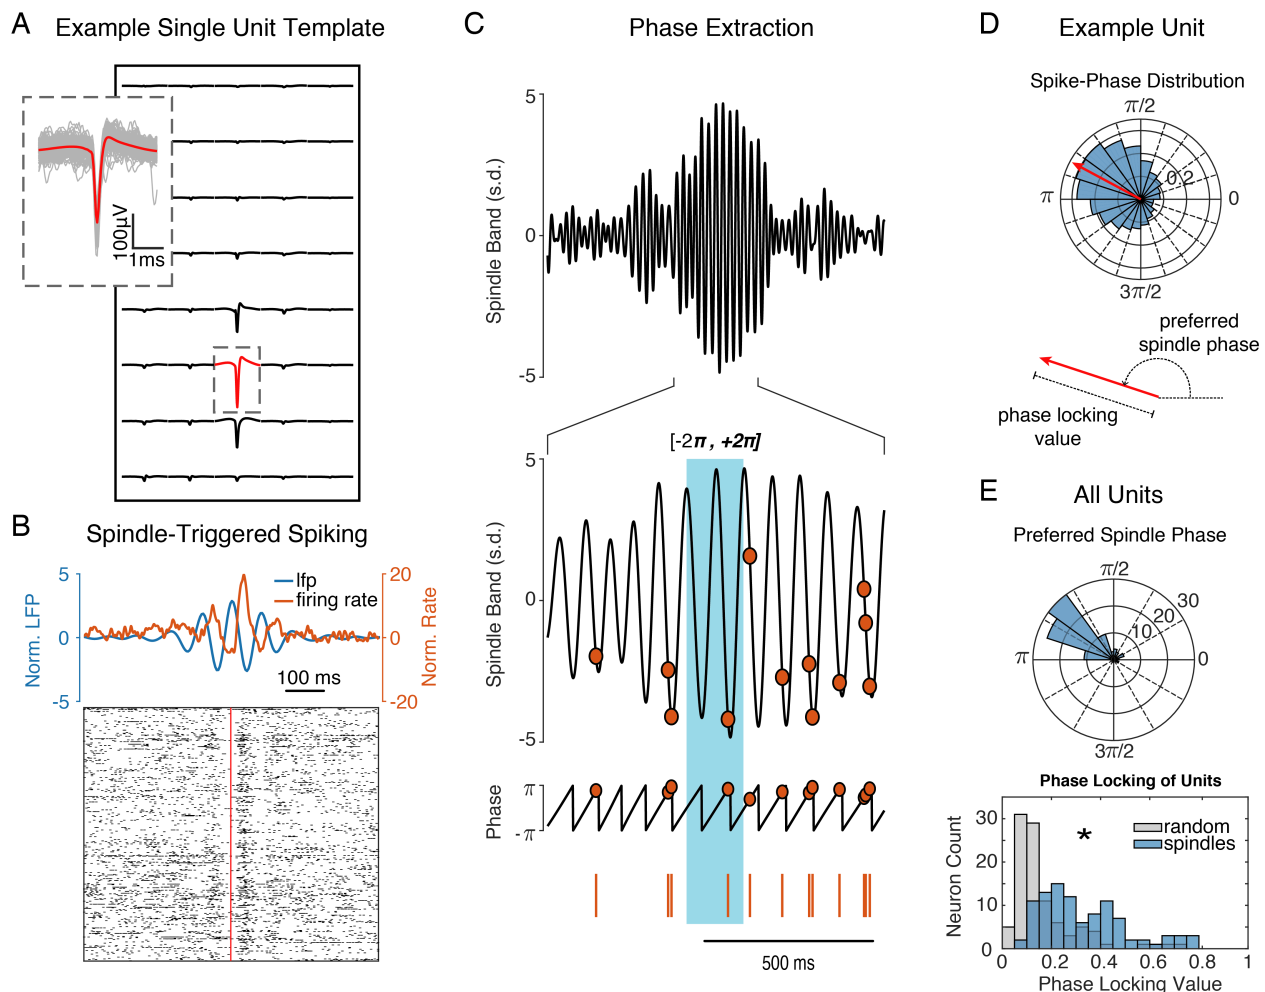 A Example Single Unit Template
100μV
1ms
B Spindle-Triggered Spiking
5
0
-5
Norm. LFP
lfp
firing rate
20
0
-20
Norm. Rate
100 ms
C Phase Extraction
5
0
-5
Spindle Band (s.d.)
[-2π , +2π]
5
0
-5
Spindle Band (s.d.)
π
-π
Phase
500 ms
D Example Unit
Spike-Phase Distribution
π/2
π
0.2
0
3π/2
preferred
spindle phase
phase locking
value
E All Units
Preferred Spindle Phase
π/2
30
20
10
π
0
3π/2
Phase Locking of Units
30
20
10
0
Neuron Count
*
random
spindles
0 0.2 0.4 0.6 0.8 1
Phase Locking Value